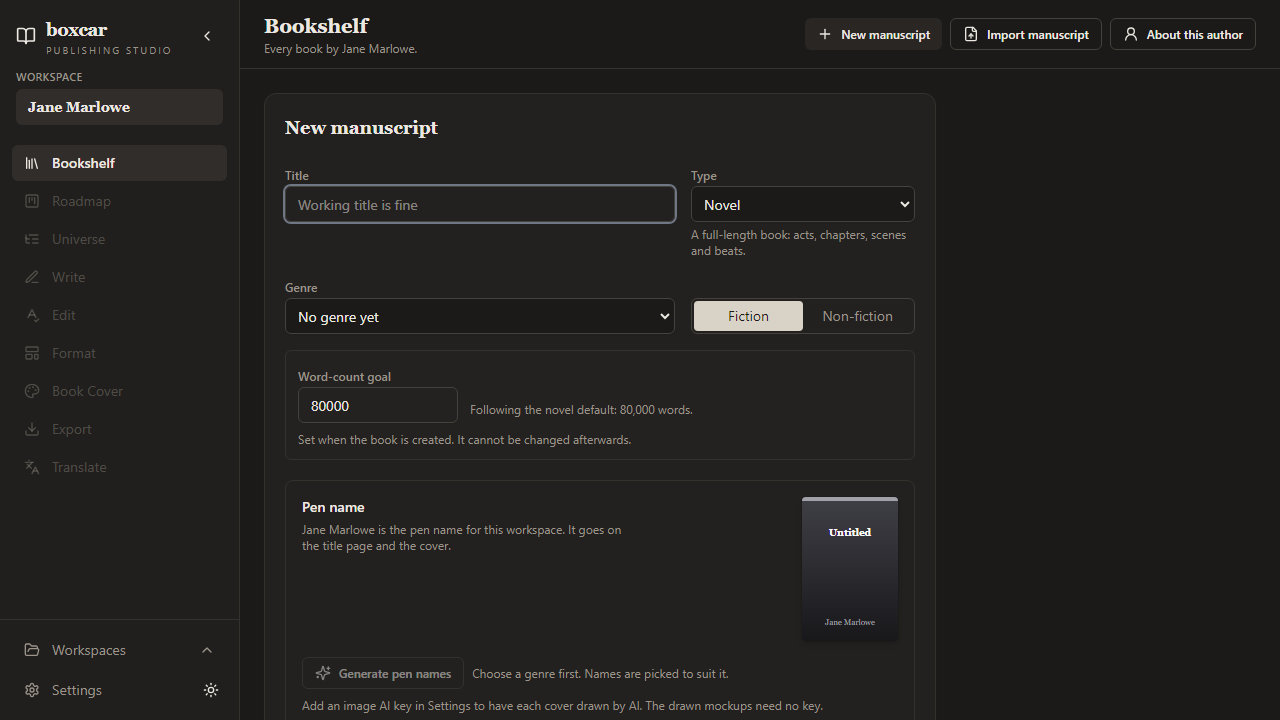 boxcar
PUBLISHING STUDIO
WORKSPACE
Jane Marlowe
Bookshelf
Roadmap
Universe
Write
Edit
Format
Book Cover
Export
Translate
Workspaces
Settings
Bookshelf
Every book by Jane Marlowe.
New manuscript
Import manuscript
About this author
New manuscript
Title
Working title is fine
Type
Novel
A full-length book: acts, chapters, scenes
and beats.
Genre
No genre yet
Fiction
Non-fiction
Word-count goal
80000
Following the novel default: 80,000 words.
Set when the book is created. It cannot be changed afterwards.
Pen name
Jane Marlowe is the pen name for this workspace. It goes on
the title page and the cover.
Untitled
Jane Marlowe
Generate pen names
Choose a genre first. Names are picked to suit it.
Add an image AI key in Settings to have each cover drawn by AI. The drawn mockups need no key.